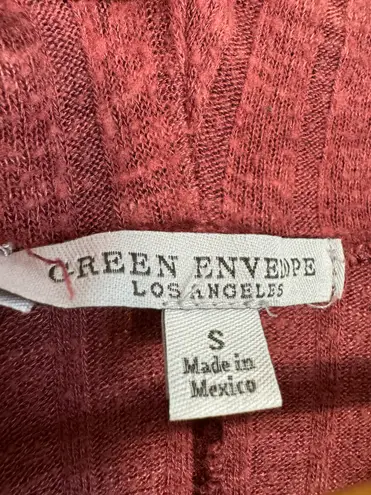 GREEN ENVELOPE
LOS ANGELES
S
Made in
Mexico